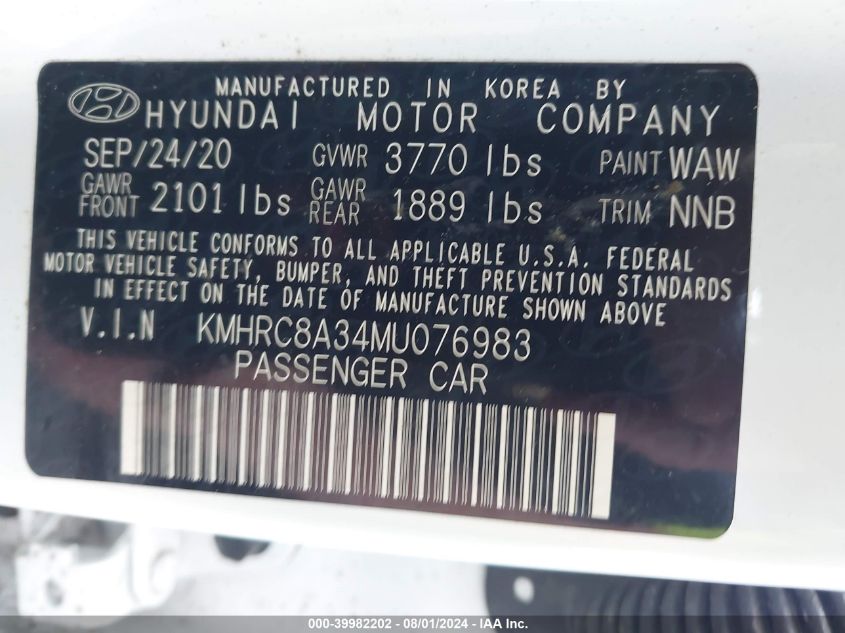 MANUFACTURED IN KOREA BY
HYUNDAI MOTOR COMPANY
SEP/24/20 GVWR 3770 lbs PAINT WAW
GAWR FRONT 2101 lbs GAWR REAR 1889 lbs TRIM NNB
THIS VEHICLE CONFORMS TO ALL APPLICABLE U.S.A. FEDERAL
MOTOR VEHICLE SAFETY, BUMPER, AND THEFT PREVENTION STANDARDS
IN EFFECT ON THE DATE OF MANUFACTURE SHOWN ABOVE
V.I.N KMHRC8A34MU076983
PASSENGER CAR
000-39982202 - 08/01/2024 - IAA Inc.